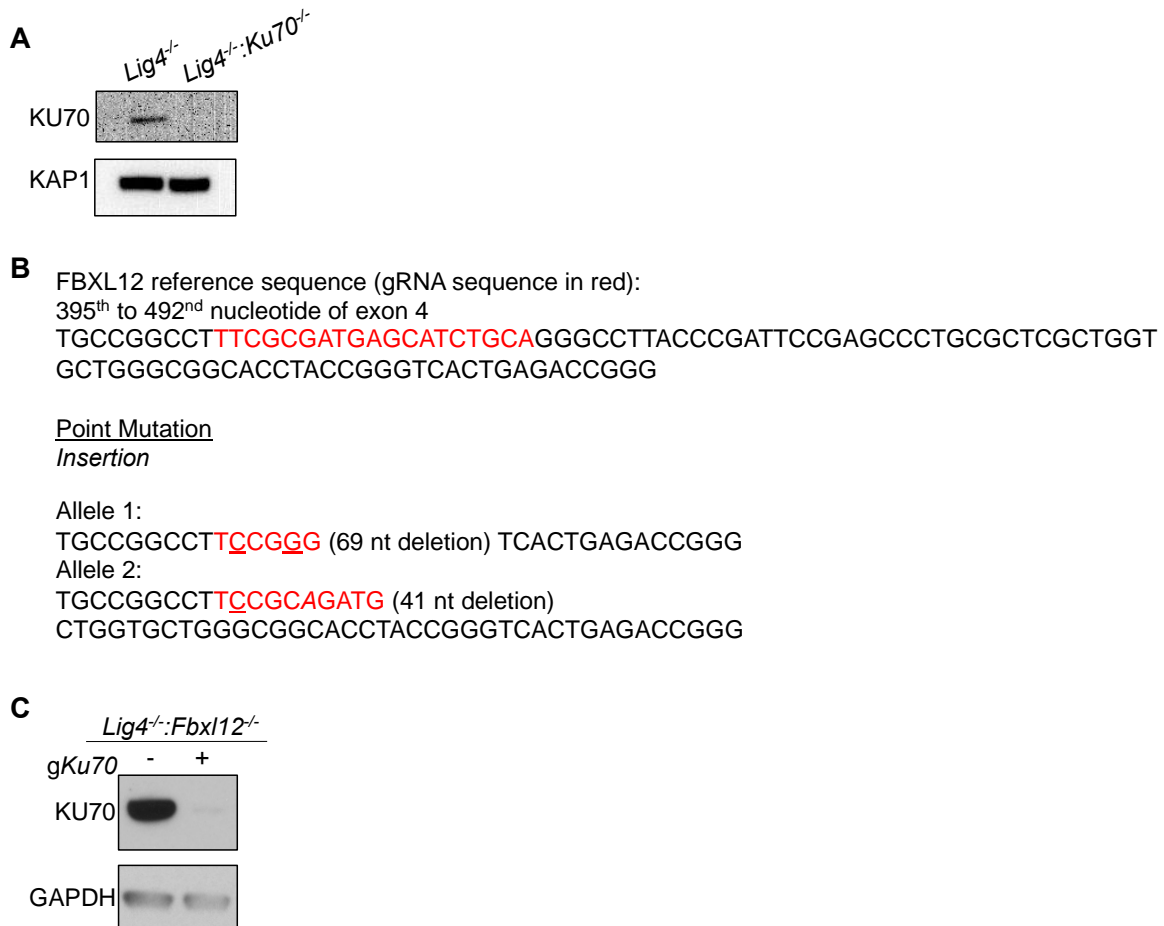 A
Lig4-/- Lig4-/-:Ku70-/-
KU70
KAP1
B
FBXL12 reference sequence (gRNA sequence in red):
395th to 492nd nucleotide of exon 4
TGCCGGCCTTTCGCGATGAGCATCTGCAGGGCCTTACCCGATTCCGAGCCCTGCGCTCGCTGGT
GCTGGGCGGCACCTACCGGGTCACTGAGACCGGG
Point Mutation
Insertion
Allele 1:
TGCCGGCCTTCCGGG (69 nt deletion) TCACTGAGACCGGG
Allele 2:
TGCCGGCCTTCCGCAGATG (41 nt deletion)
CTGGTGCTGGGCGGCACCTACCGGGTCACTGAGACCGGG
C
Lig4-/-:Fbxl12-/-
gKu70 - +
KU70
GAPDH